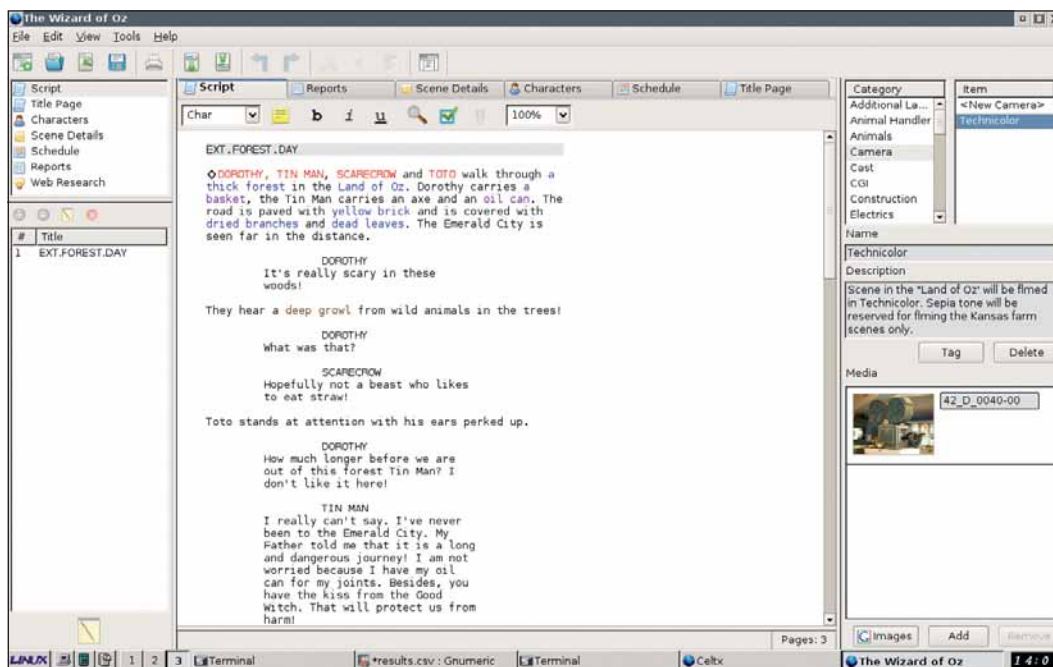 The Wizard of Oz
File Edit View Tools Help
Script
Title Page
Characters
Scene Details
Schedule
Reports
Web Research
# Title
1 EXT.FOREST.DAY
Script Reports Scene Details Characters Schedule Title Page
Char b i u 100%
EXT.FOREST.DAY
DOROTHY, TIN MAN, SCARECROW and TOTO walk through a
thick forest in the Land of Oz. Dorothy carries a
basket, the Tin Man carries an axe and an oil can. The
road is paved with yellow brick and is covered with
dried branches and dead leaves. The Emerald City is
seen far in the distance.
DOROTHY
It's really scary in these
woods!
They hear a deep growl from wild animals in the trees!
DOROTHY
What was that?
SCARECROW
Hopefully not a beast who likes
to eat straw!
Toto stands at attention with his ears perked up.
DOROTHY
How much longer before we are
out of this forest Tin Man? I
don't like it here!
TIN MAN
I really can't say. I've never
been to the Emerald City. My
Father told me that it is a long
and dangerous journey! I am not
worried because I have my oil
can for my joints. Besides, you
have the kiss from the Good
Witch. That will protect us from
harm!
Pages: 3
Category
Additional La...
Animal Handler
Animals
Camera
Cast
CGI
Construction
Electrics
Item
<New Camera>
Technicolor
Name
Technicolor
Description
Scene in the "Land of Oz' will be flmed
in Technicolor. Sepia tone will be
reserved for flming the Kansas farm
scenes only.
Tag Delete
Media
42_D_0040-00
Images Add Remove
LINUX 1 2 3 Terminal *results.csv : Gnumeric Terminal Celtx The Wizard of Oz 14:0